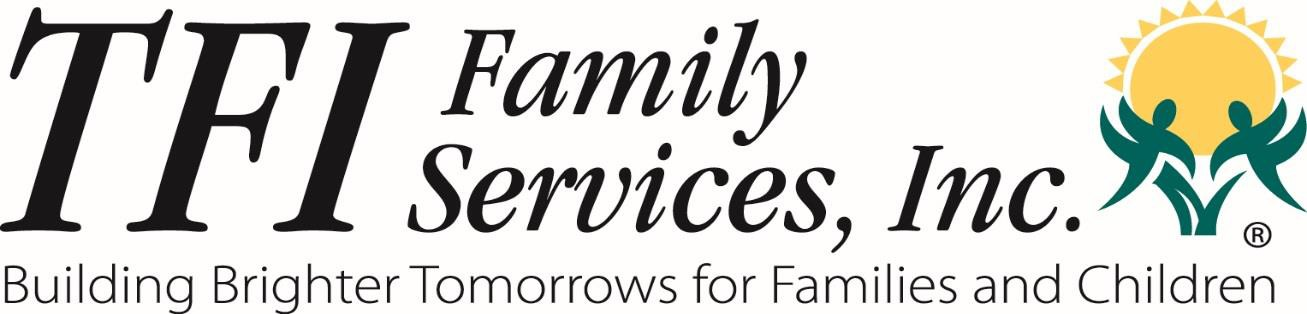 TFI Family
Services, Inc.
®
Building Brighter Tomorrows for Families and Children